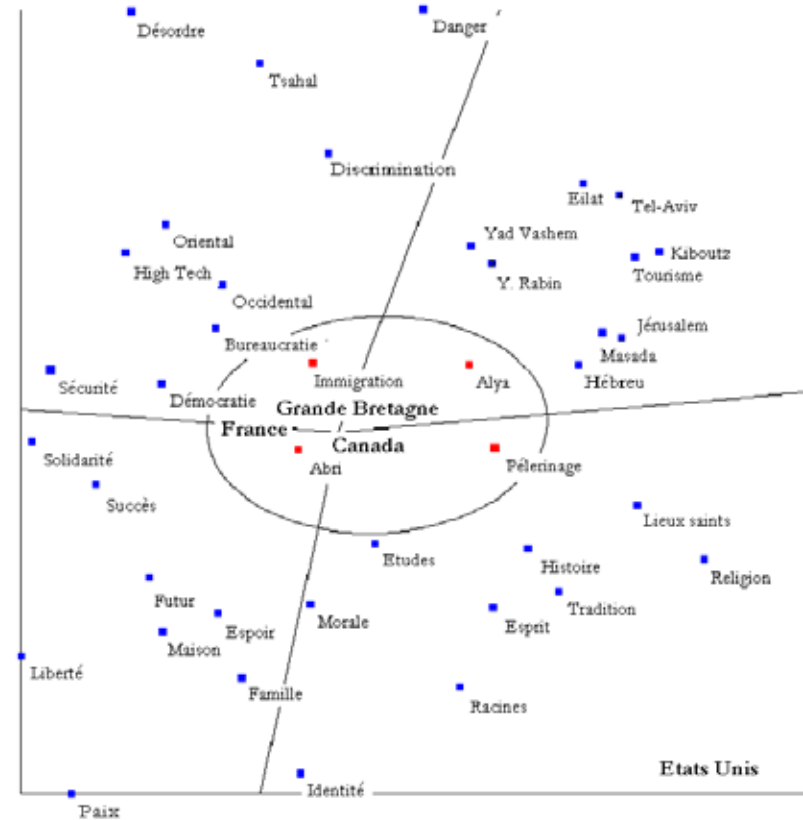 Désordre
Danger
Tsahal
Discrimination
Eilat
Tel-Aviv
Oriental
Yad Vashem
Kiboutz
High Tech
Y. Rabin
Tourisme
Occidental
Bureaucratie
Jérusalem
Masada
Sécurité
Démocratie
Immigration
Alya
Hébreu
Grande Bretagne
France
Canada
Solidarité
Abri
Pélerinage
Succès
Lieux saints
Etudes
Histoire
Religion
Futur
Espoir
Morale
Esprit
Tradition
Maison
Liberté
Famille
Racines
Etats Unis
Identité
Paix